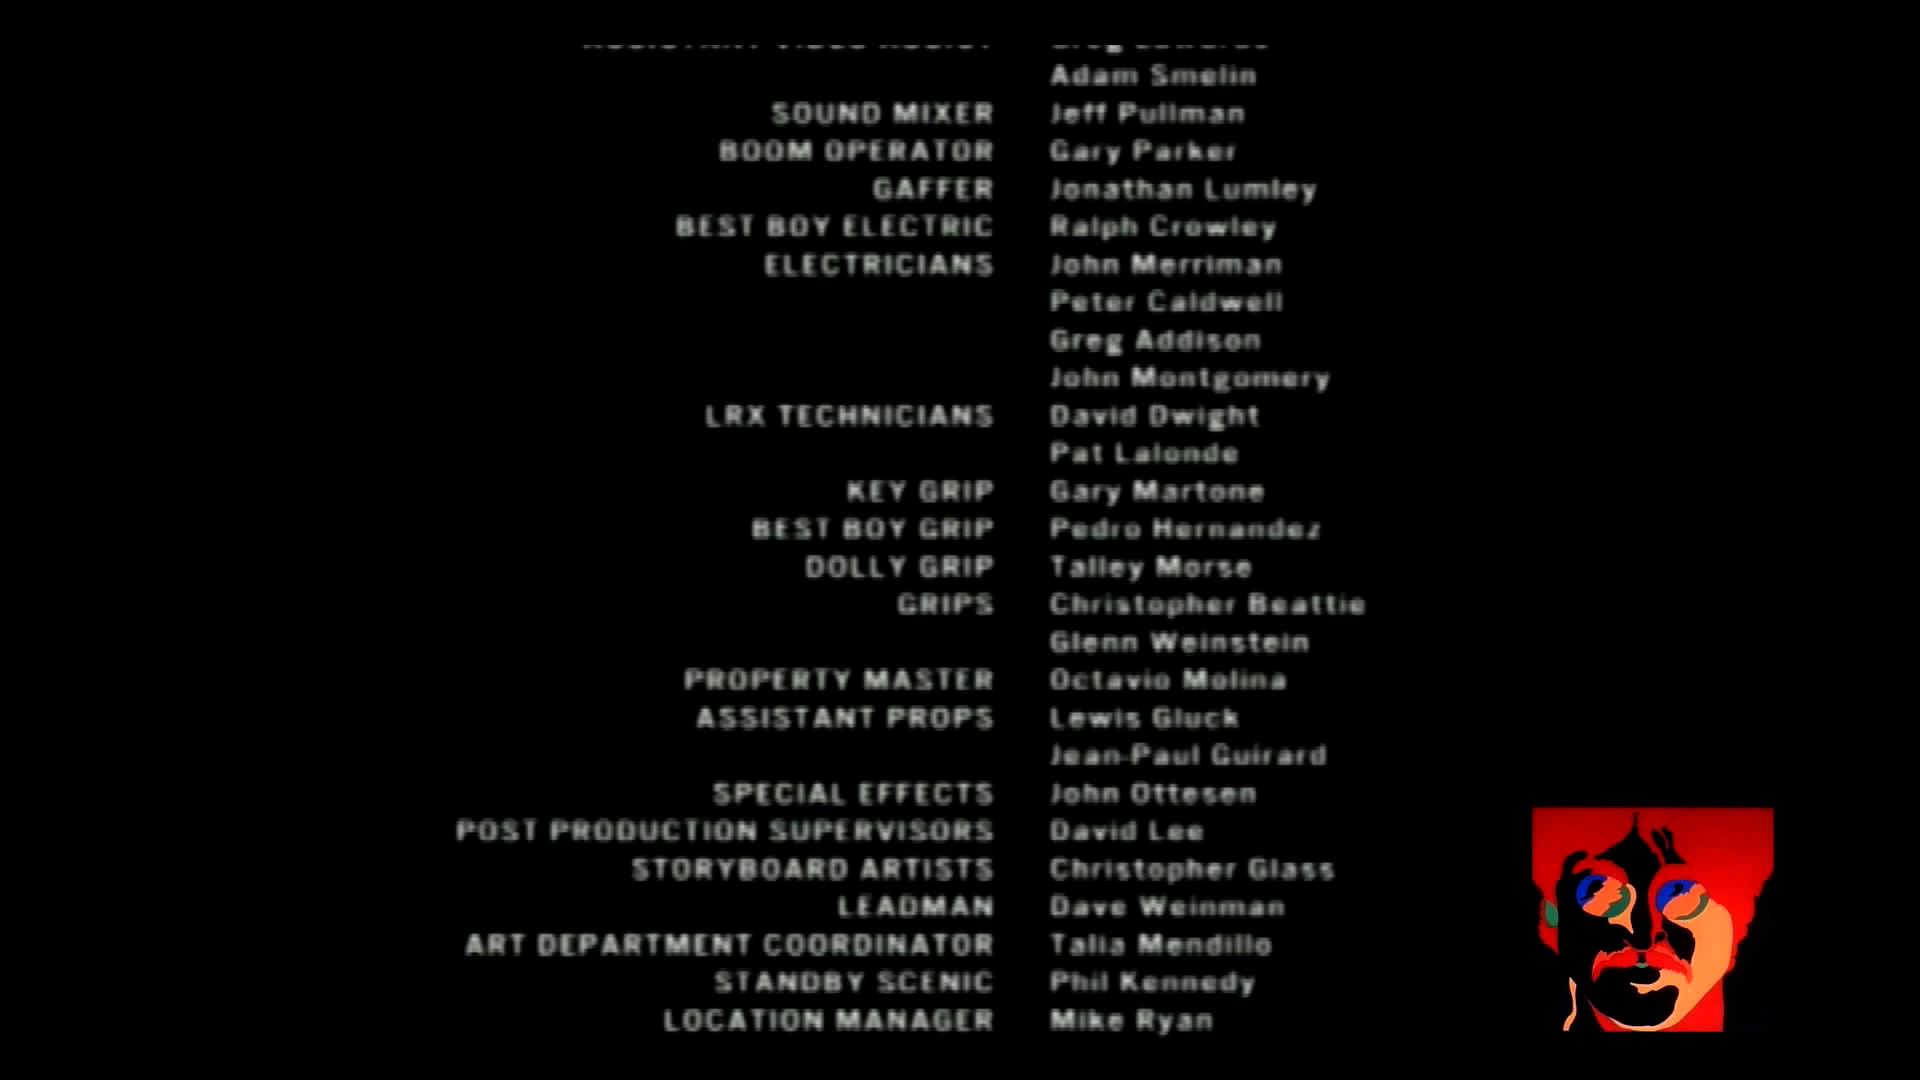 Adam Smelin
SOUND MIXER Jeff Pullman
BOOM OPERATOR Gary Parker
GAFFER Jonathan Lumley
BEST BOY ELECTRIC Ralph Crowley
ELECTRICIANS John Merriman
Peter Caldwell
Greg Addison
John Montgomery
LRX TECHNICIANS David Dwight
Pat Lalonde
KEY GRIP Gary Martone
BEST BOY GRIP Pedro Hernandez
DOLLY GRIP Talley Morse
GRIPS Christopher Beattie
Glenn Weinstein
PROPERTY MASTER Octavio Molina
ASSISTANT PROPS Lewis Gluck
Jean-Paul Guirard
SPECIAL EFFECTS John Ottesen
POST PRODUCTION SUPERVISORS David Lee
STORYBOARD ARTISTS Christopher Glass
LEADMAN Dave Weinman
ART DEPARTMENT COORDINATOR Talia Mendillo
STANDBY SCENIC Phil Kennedy
LOCATION MANAGER Mike Ryan